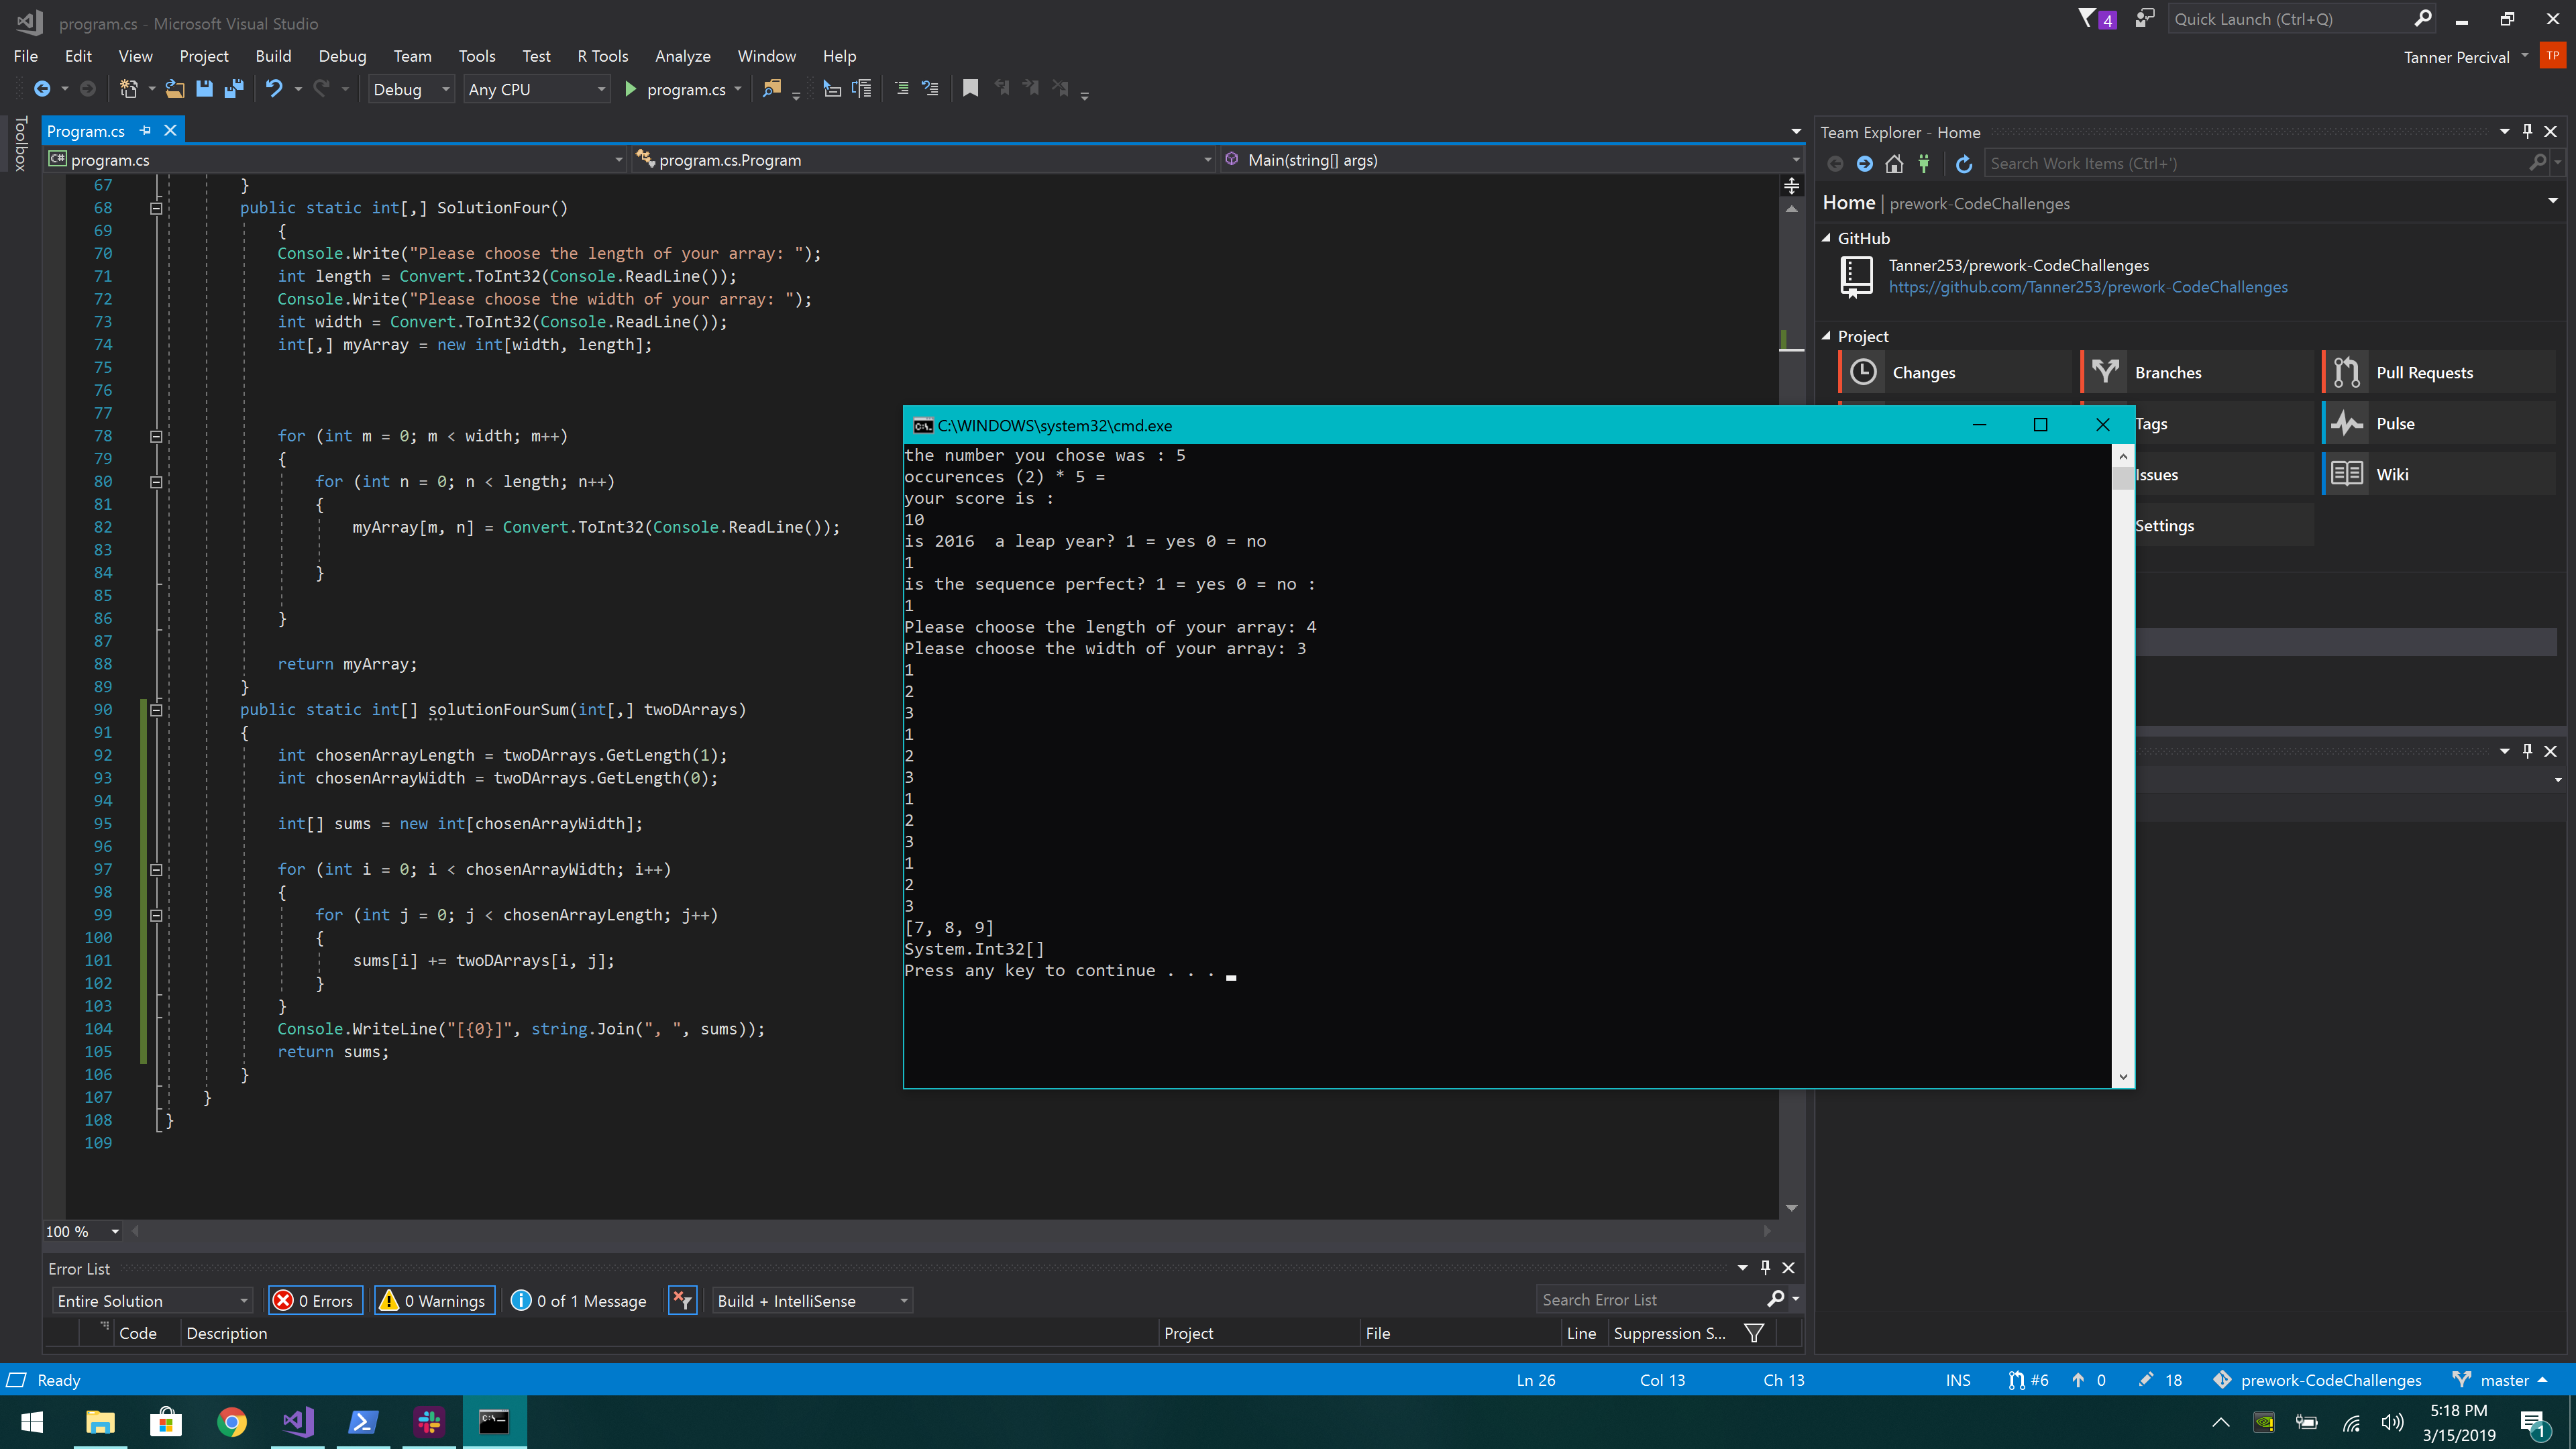 program.cs - Microsoft Visual Studio
4
Quick Launch (Ctrl+Q)
File Edit View Project Build Debug Team Tools Test R Tools Analyze Window Help
Tanner Percival
TP
Debug Any CPU program.cs
Toolbox
Program.cs
C# program.cs program.cs.Program Main(string[] args)
67 }
68 public static int[,] SolutionFour()
69 {
70 Console.Write("Please choose the length of your array: ");
71 int length = Convert.ToInt32(Console.ReadLine());
72 Console.Write("Please choose the width of your array: ");
73 int width = Convert.ToInt32(Console.ReadLine());
74 int[,] myArray = new int[width, length];
75
76
77
78 for (int m = 0; m < width; m++)
79 {
80 for (int n = 0; n < length; n++)
81 {
82 myArray[m, n] = Convert.ToInt32(Console.ReadLine());
83
84 }
85
86 }
87
88 return myArray;
89 }
90 public static int[] solutionFourSum(int[,] twoDArrays)
91 {
92 int chosenArrayLength = twoDArrays.GetLength(1);
93 int chosenArrayWidth = twoDArrays.GetLength(0);
94
95 int[] sums = new int[chosenArrayWidth];
96
97 for (int i = 0; i < chosenArrayWidth; i++)
98 {
99 for (int j = 0; j < chosenArrayLength; j++)
100 {
101 sums[i] += twoDArrays[i, j];
102 }
103 }
104 Console.WriteLine("[{0}]", string.Join(", ", sums));
105 return sums;
106 }
107 }
108 }
109
100 %
C:\WINDOWS\system32\cmd.exe
the number you chose was : 5
occurences (2) * 5 =
your score is :
10
is 2016  a leap year? 1 = yes 0 = no
1
is the sequence perfect? 1 = yes 0 = no :
1
Please choose the length of your array: 4
Please choose the width of your array: 3
1
2
3
1
2
3
1
2
3
1
2
3
[7, 8, 9]
System.Int32[]
Press any key to continue . . .
Team Explorer - Home
Search Work Items (Ctrl+')
Home | prework-CodeChallenges
GitHub
Tanner253/prework-CodeChallenges
https://github.com/Tanner253/prework-CodeChallenges
Project
Changes Branches Pull Requests
Tags Pulse
Issues Wiki
Settings
Error List
Entire Solution 0 Errors 0 Warnings 0 of 1 Message Build + IntelliSense Search Error List
Code Description Project File Line Suppression S...
Ready Ln 26 Col 13 Ch 13 INS #6 0 18 prework-CodeChallenges master
5:18 PM
3/15/2019
1